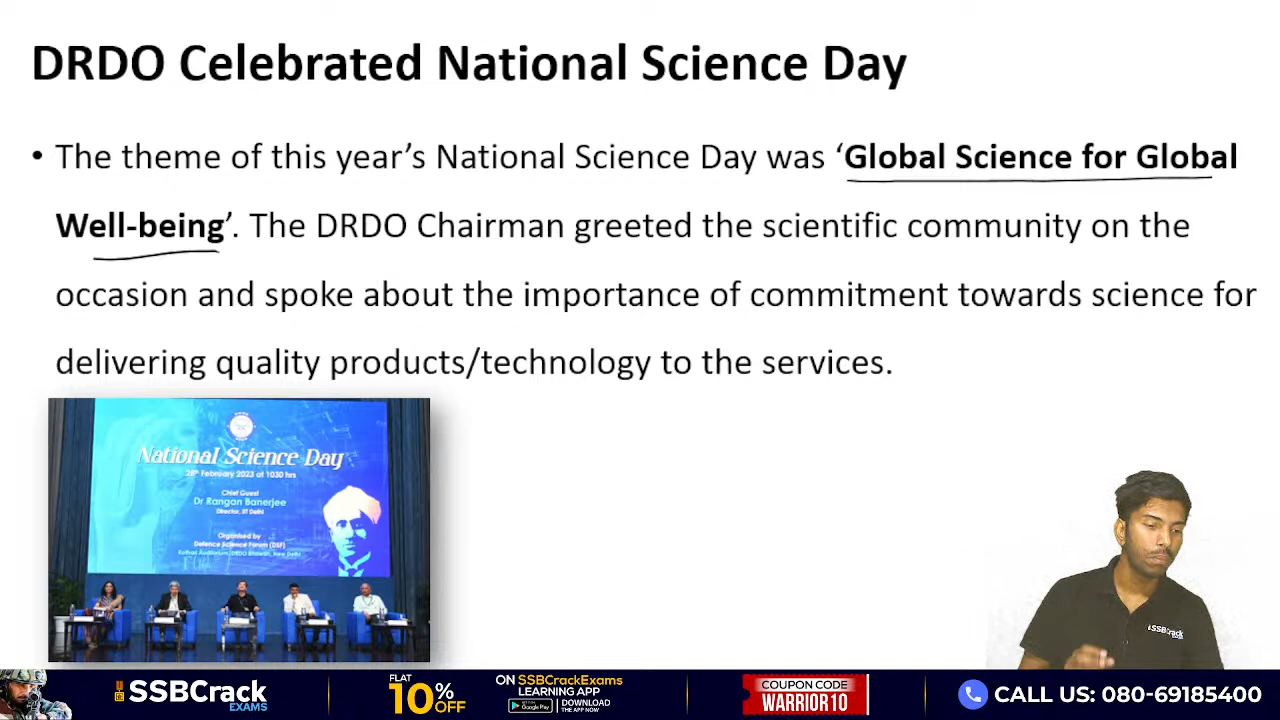 DRDO Celebrated National Science Day
• The theme of this year’s National Science Day was ‘Global Science for Global
Well-being’. The DRDO Chairman greeted the scientific community on the
occasion and spoke about the importance of commitment towards science for
delivering quality products/technology to the services.
National Science Day
28th February 2023 at 1030 hrs
Chief Guest
Dr Rangan Banerjee
Director, IIT Delhi
Organised by
Defence Science Forum (DSF)
Kothari Auditorium, DRDO Bhawan, New Delhi
SSBCrack
SSBCrack
EXAMS
FLAT
10% OFF
ON SSBCrackExams
LEARNING APP
Google Play
DOWNLOAD
THE APP NOW
COUPON CODE
WARRIOR10
CALL US: 080-69185400